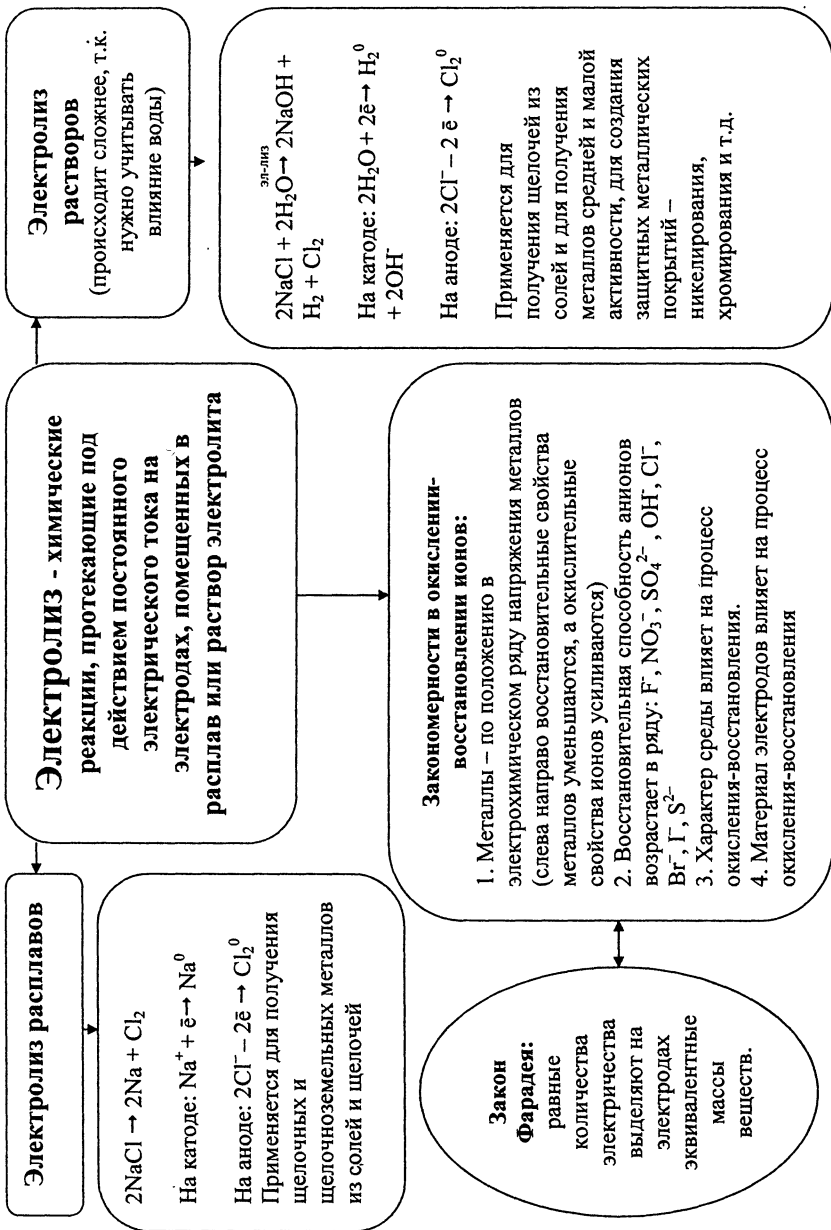 Электролиз расплавов
2NaCl → 2Na + Cl₂
На катоде: Na⁺ + ē → Na⁰
На аноде: 2Cl⁻ – 2ē → Cl₂⁰
Применяется для получения
щелочных и
щелочноземельных металлов
из солей и щелочей
Электролиз - химические
реакции, протекающие под
действием постоянного
электрического тока на
электродах, помещенных в
расплав или раствор электролита
Электролиз
растворов
(происходит сложнее, т.к.
нужно учитывать
влияние воды)
эл-лиз
2NaCl + 2H₂O → 2NaOH +
H₂ + Cl₂
На катоде: 2H₂O + 2ē → H₂⁰
+ 2OH⁻
На аноде: 2Cl⁻ – 2 ē → Cl₂⁰
Применяется для
получения щелочей из
солей и для получения
металлов средней и малой
активности, для создания
защитных металлических
покрытий –
никелирования,
хромирования и т.д.
Закон
Фарадея:
равные
количества
электричества
выделяют на
электродах
эквивалентные
массы
веществ.
Закономерности в окислении-
восстановлении ионов:
1. Металлы – по положению в
электрохимическом ряду напряжения металлов
(слева направо восстановительные свойства
металлов уменьшаются, а окислительные
свойства ионов усиливаются)
2. Восстановительная способность анионов
возрастает в ряду: F⁻, NO₃⁻, SO₄²⁻, OH⁻, Cl⁻,
Br⁻, I⁻, S²⁻
3. Характер среды влияет на процесс
окисления-восстановления.
4. Материал электродов влияет на процесс
окисления-восстановления